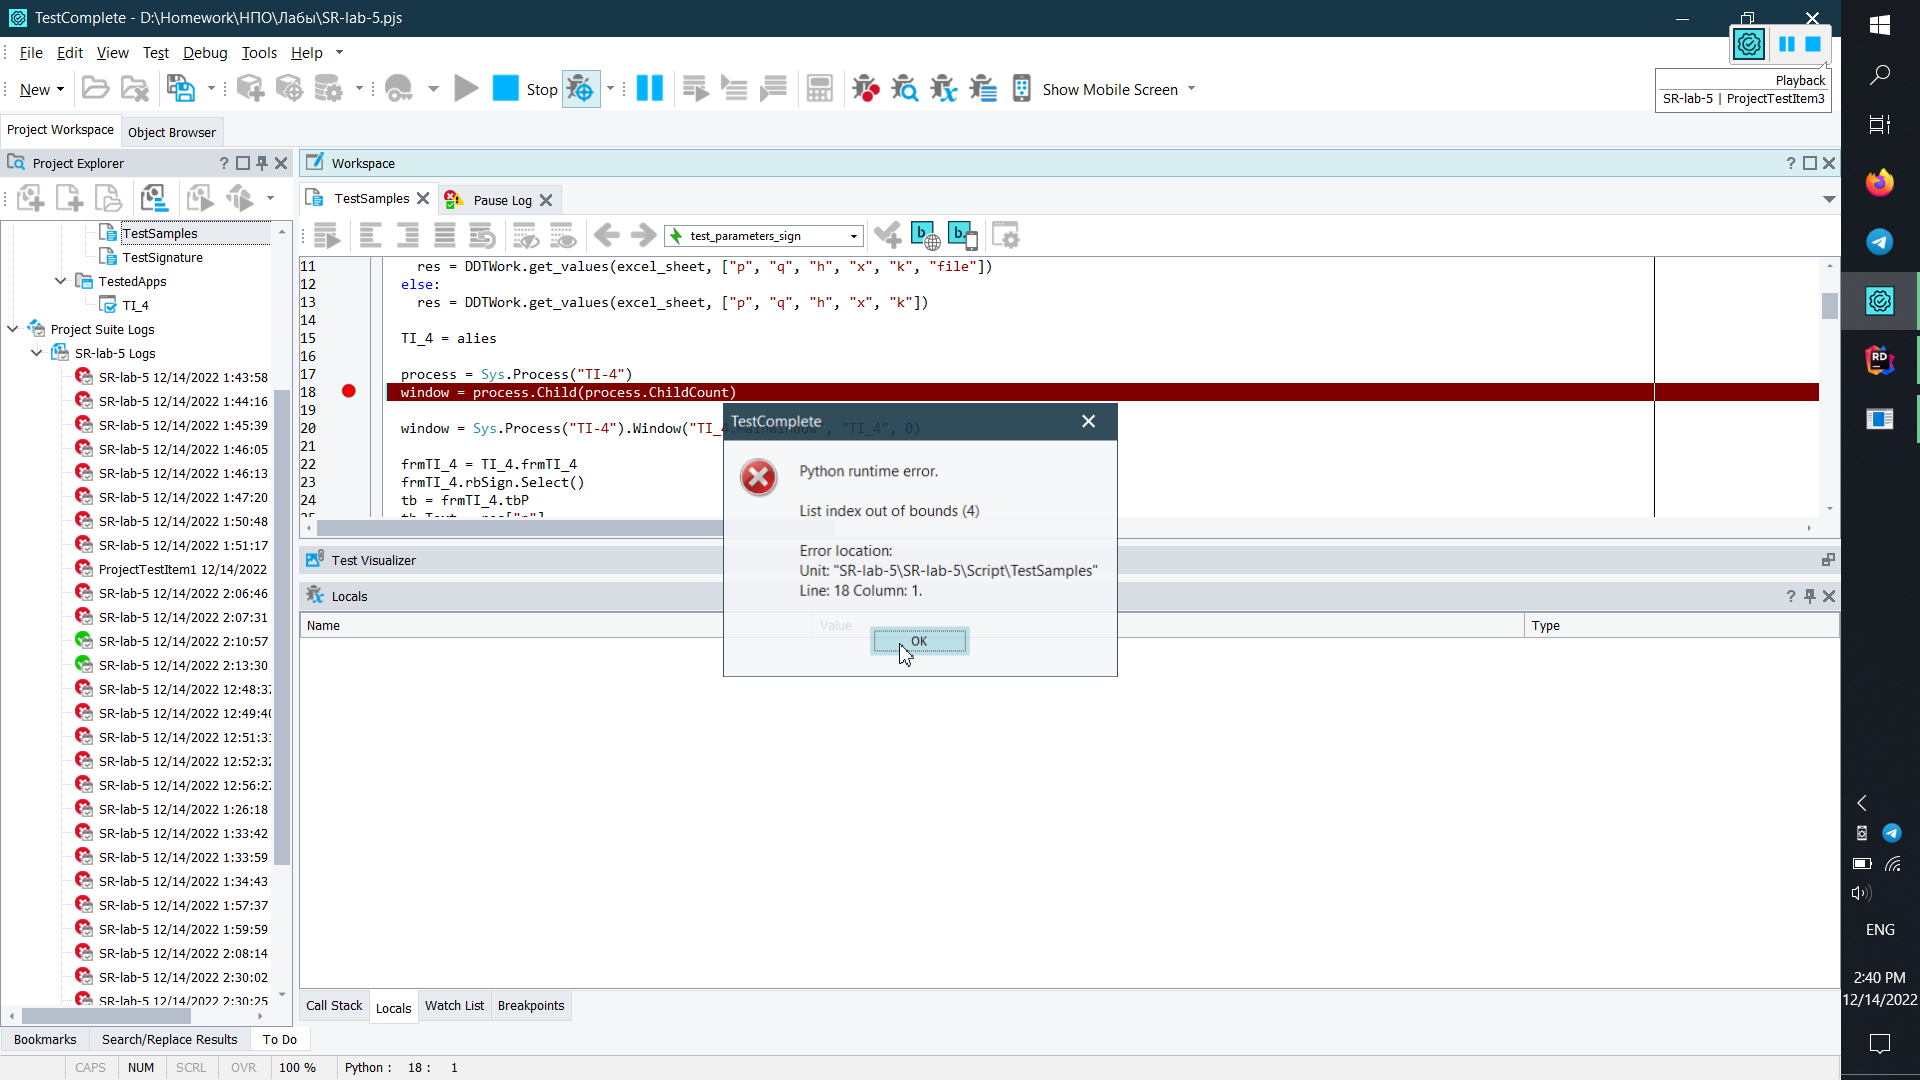 TestComplete - D:\Homework\НПО\Лабы\SR-lab-5.pjs
File Edit View Test Debug Tools Help
New Stop Show Mobile Screen
Playback
SR-lab-5 | ProjectTestItem3
Project Workspace Object Browser
Project Explorer
Workspace
TestSamples Pause Log
test_parameters_sign
TestSamples
TestSignature
TestedApps
TI_4
Project Suite Logs
SR-lab-5 Logs
SR-lab-5 12/14/2022 1:43:58
SR-lab-5 12/14/2022 1:44:16
SR-lab-5 12/14/2022 1:45:39
SR-lab-5 12/14/2022 1:46:05
SR-lab-5 12/14/2022 1:46:13
SR-lab-5 12/14/2022 1:47:20
SR-lab-5 12/14/2022 1:50:48
SR-lab-5 12/14/2022 1:51:17
ProjectTestItem1 12/14/2022
SR-lab-5 12/14/2022 2:06:46
SR-lab-5 12/14/2022 2:07:31
SR-lab-5 12/14/2022 2:10:57
SR-lab-5 12/14/2022 2:13:30
SR-lab-5 12/14/2022 12:48:37
SR-lab-5 12/14/2022 12:49:40
SR-lab-5 12/14/2022 12:51:31
SR-lab-5 12/14/2022 12:52:32
SR-lab-5 12/14/2022 12:56:27
SR-lab-5 12/14/2022 1:26:18
SR-lab-5 12/14/2022 1:33:42
SR-lab-5 12/14/2022 1:33:59
SR-lab-5 12/14/2022 1:34:43
SR-lab-5 12/14/2022 1:57:37
SR-lab-5 12/14/2022 1:59:59
SR-lab-5 12/14/2022 2:08:14
SR-lab-5 12/14/2022 2:30:02
SR-lab-5 12/14/2022 2:30:25
11 res = DDTWork.get_values(excel_sheet, ["p", "q", "h", "x", "k", "file"])
12 else:
13 res = DDTWork.get_values(excel_sheet, ["p", "q", "h", "x", "k"])
14
15 TI_4 = alies
16
17 process = Sys.Process("TI-4")
18 window = process.Child(process.ChildCount)
19
20 window = Sys.Process("TI-4").Window("TI_4.MainWindow", "TI_4", 0)
21
22 frmTI_4 = TI_4.frmTI_4
23 frmTI_4.rbSign.Select()
24 tb = frmTI_4.tbP
25 tb.Text = res["p"]
TestComplete
Python runtime error.
List index out of bounds (4)
Error location:
Unit: "SR-lab-5\SR-lab-5\Script\TestSamples"
Line: 18 Column: 1.
OK
Test Visualizer
Locals
Name Value Type
Call Stack Locals Watch List Breakpoints
Bookmarks Search/Replace Results To Do
CAPS NUM SCRL OVR 100 % Python : 18 : 1
RD
ENG
2:40 PM
12/14/2022